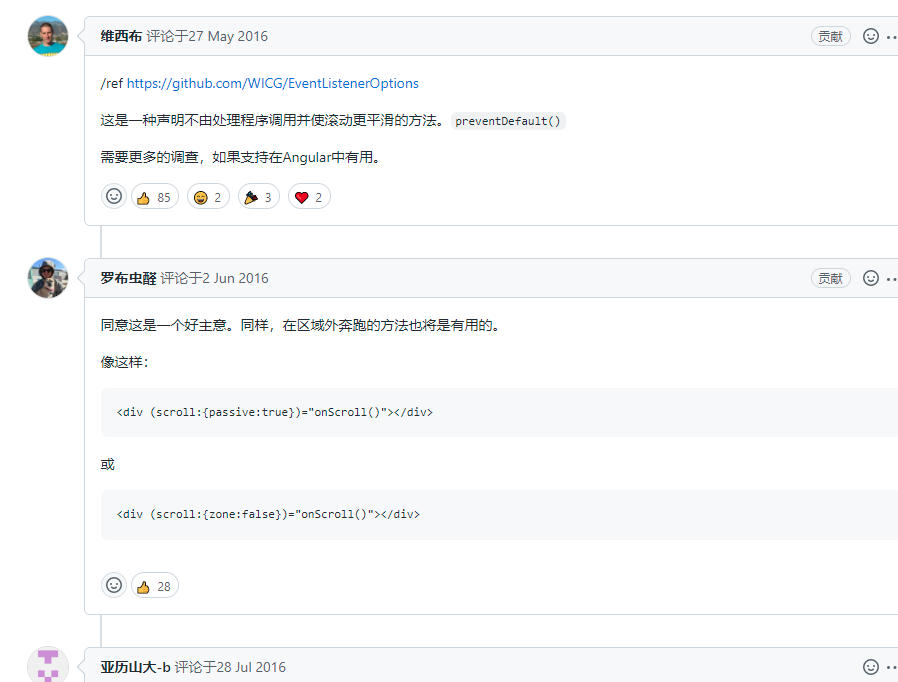 维西布 评论于27 May 2016 贡献
/ref https://github.com/WICG/EventListenerOptions
这是一种声明不由处理程序调用并使滚动更平滑的方法。 preventDefault()
需要更多的调查，如果支持在Angular中有用。
85 2 3 2
罗布虫醛 评论于2 Jun 2016 贡献
同意这是一个好主意。同样，在区域外奔跑的方法也将是有用的。
像这样：
<div (scroll:{passive:true})="onScroll()"></div>
或
<div (scroll:{zone:false})="onScroll()"></div>
28
亚历山大-b 评论于28 Jul 2016